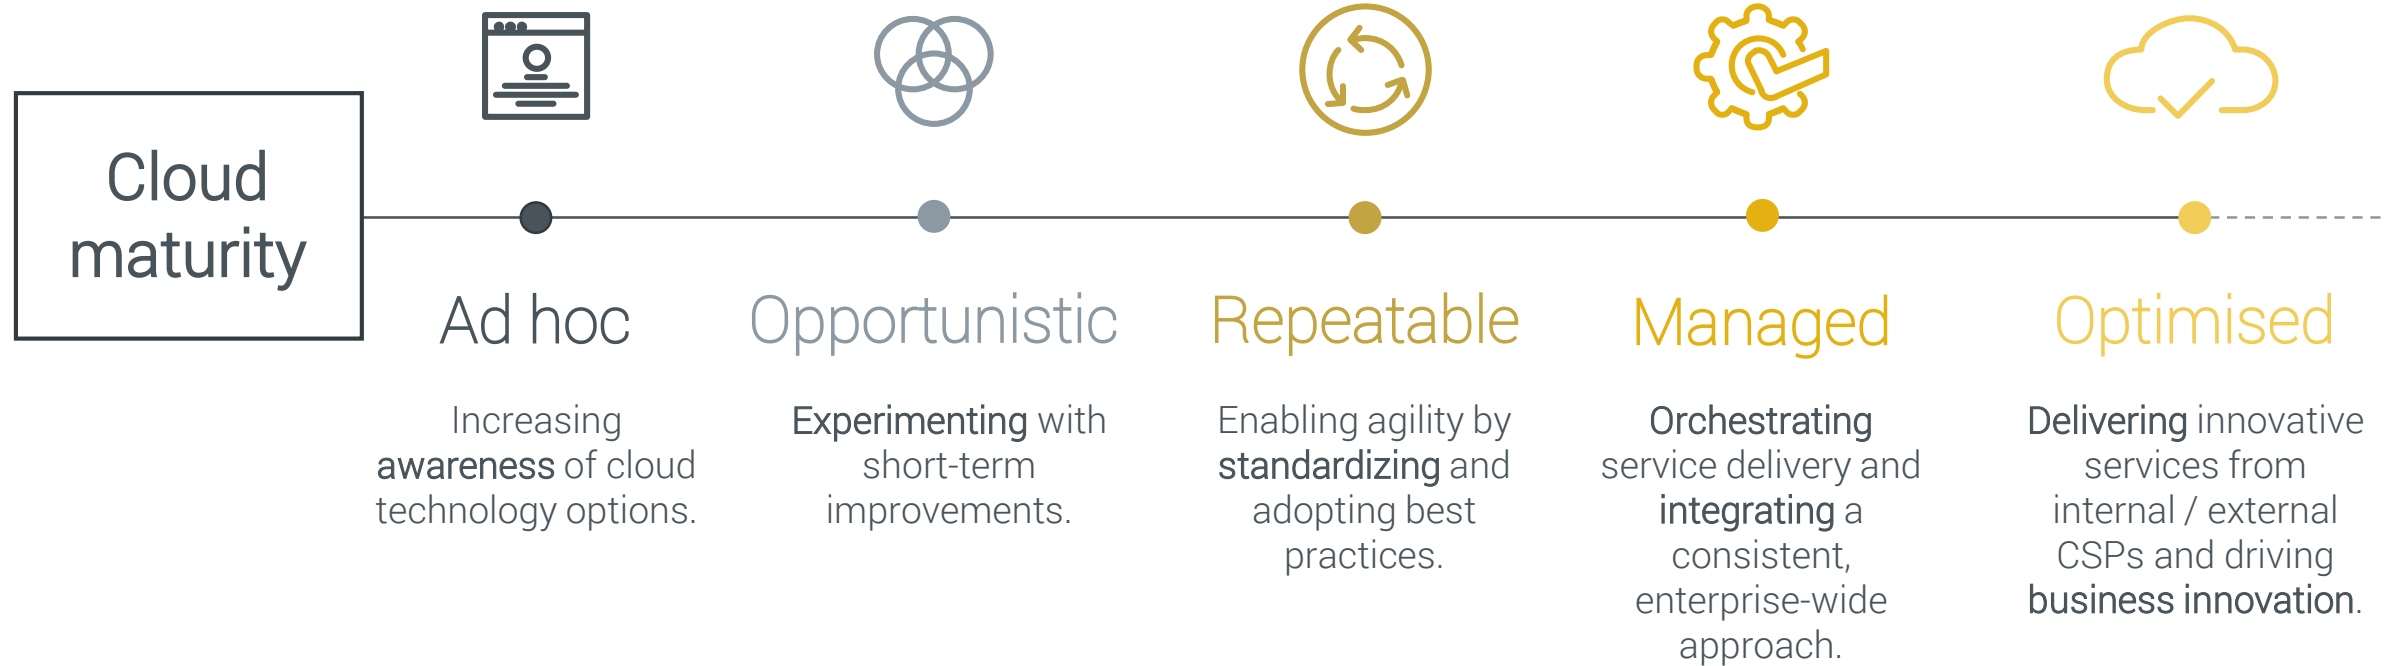 Cloud
maturity
Ad hoc
Increasing
awareness of cloud
technology options.
Opportunistic
Experimenting with
short-term
improvements.
Repeatable
Enabling agility by
standardizing and
adopting best
practices.
Managed
Orchestrating
service delivery and
integrating a
consistent,
enterprise-wide
approach.
Optimised
Delivering innovative
services from
internal / external
CSPs and driving
business innovation.